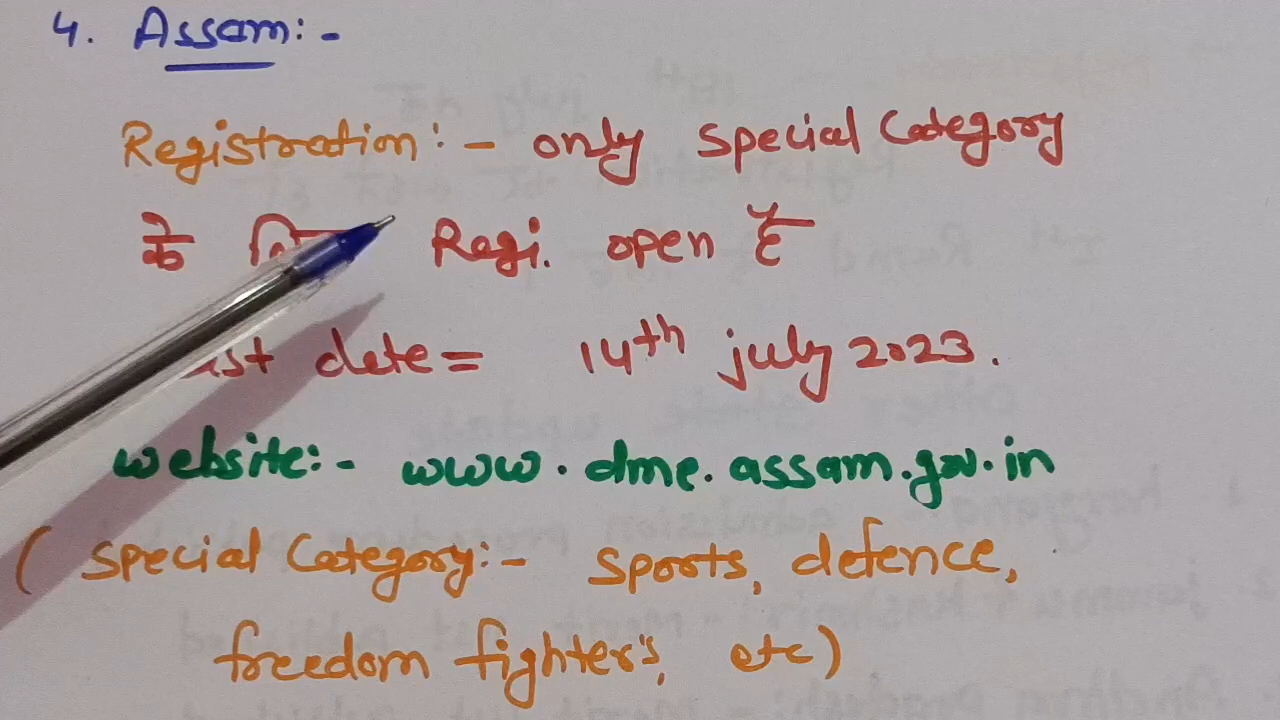 4. Assam:-
Registration:- only special Category
के Regi. open है
date= 14th july 2023.
website:- www.dme.assam.gov.in
( special Category:- sports, defence,
freedom fighter's, etc)